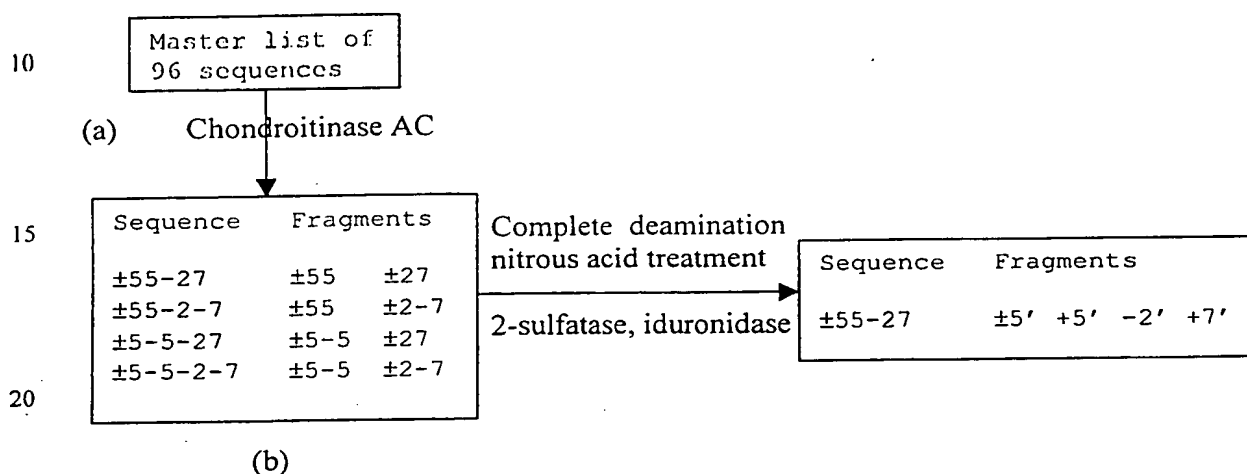 Master list of
10
96 sequences
(a) Chondroitinase AC
15
Sequence Fragments
±55-27 ±55 ±27
±55-2-7 ±55 ±2-7
±5-5-27 ±5-5 ±27
±5-5-2-7 ±5-5 ±2-7
Complete deamination
nitrous acid treatment
2-sulfatase, iduronidase
Sequence Fragments
±55-27 ±5′ +5′ -2′ +7′
20
(b)